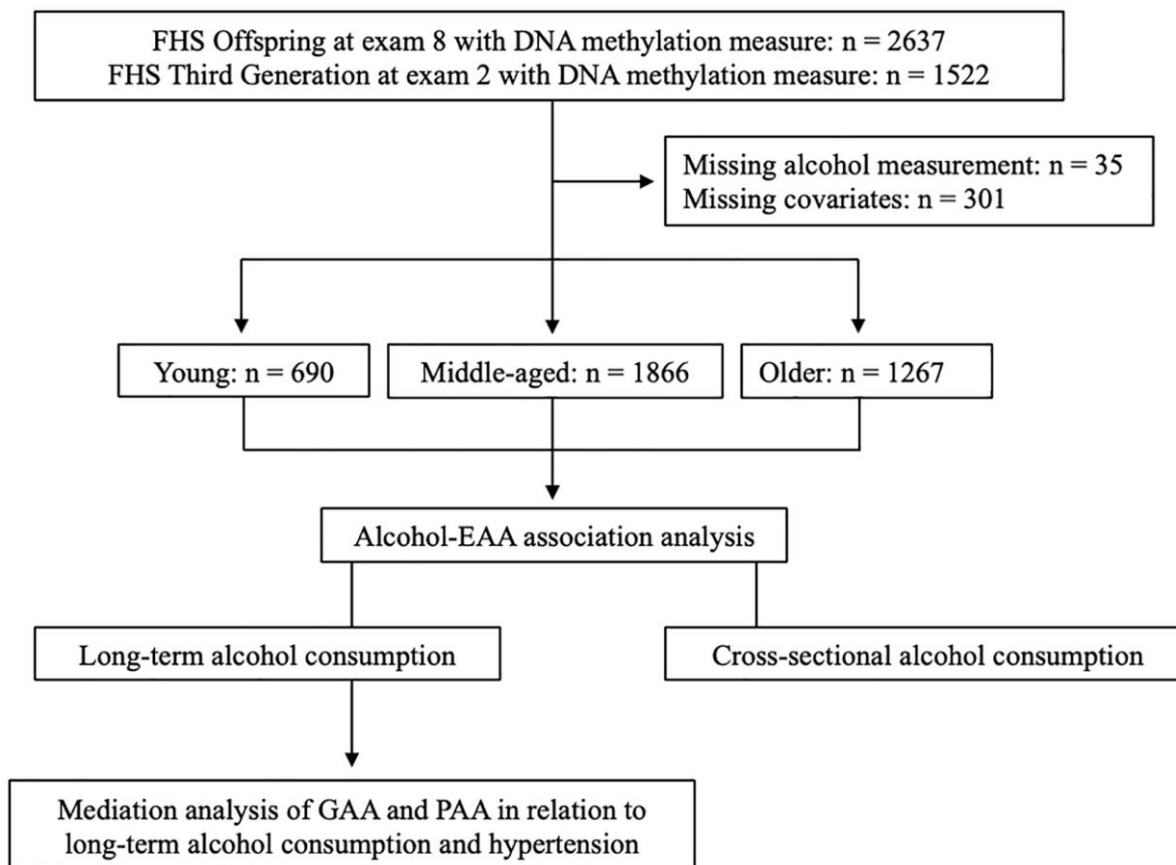 FHS Offspring at exam 8 with DNA methylation measure: n = 2637
FHS Third Generation at exam 2 with DNA methylation measure: n = 1522
Missing alcohol measurement: n = 35
Missing covariates: n = 301
Young: n = 690
Middle-aged: n = 1866
Older: n = 1267
Alcohol-EAA association analysis
Long-term alcohol consumption
Cross-sectional alcohol consumption
Mediation analysis of GAA and PAA in relation to
long-term alcohol consumption and hypertension